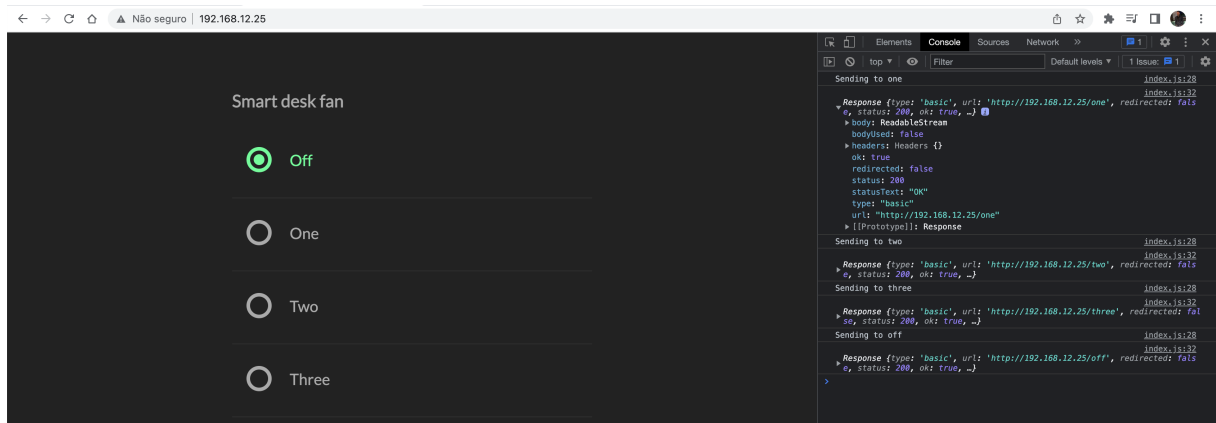 Não seguro 192.168.12.25
Smart desk fan
Off
One
Two
Three
Elements Console Sources Network » 1
top ▼ Filter Default levels ▼ 1 Issue: 1
Sending to one index.js:28
index.js:32
Response {type: 'basic', url: 'http://192.168.12.25/one', redirected: fals
e, status: 200, ok: true, …}
body: ReadableStream
bodyUsed: false
headers: Headers {}
ok: true
redirected: false
status: 200
statusText: "OK"
type: "basic"
url: "http://192.168.12.25/one"
[[Prototype]]: Response
Sending to two index.js:28
index.js:32
Response {type: 'basic', url: 'http://192.168.12.25/two', redirected: fals
e, status: 200, ok: true, …}
Sending to three index.js:28
index.js:32
Response {type: 'basic', url: 'http://192.168.12.25/three', redirected: fal
se, status: 200, ok: true, …}
Sending to off index.js:28
index.js:32
Response {type: 'basic', url: 'http://192.168.12.25/off', redirected: fals
e, status: 200, ok: true, …}